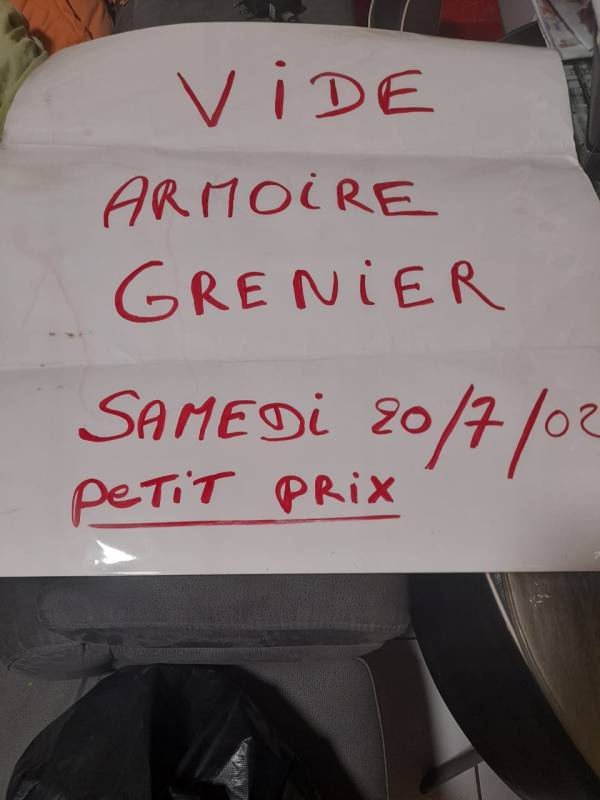 ViDE
ARMOiRE
GRENiER
SAMEDi 20/7/02
PeTiT PRiX